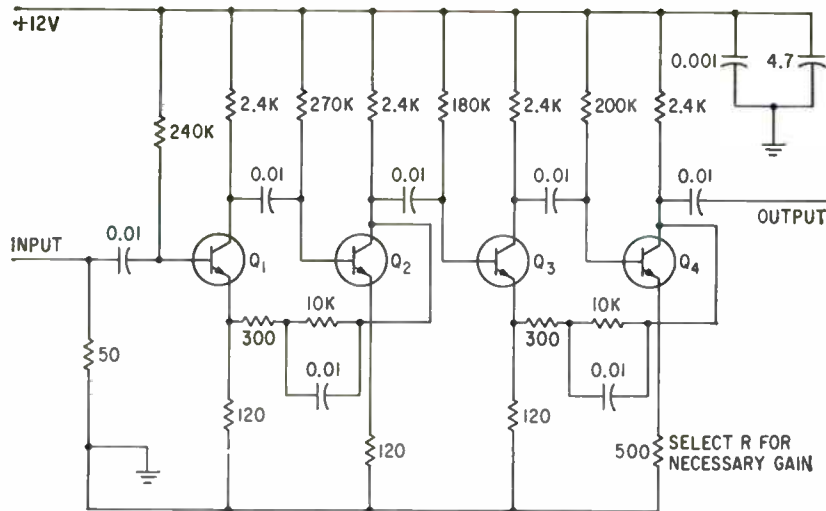 +12V
0.001
4.7
2.4K
270K
2.4K
180K
2.4K
200K
2.4K
240K
0.01
0.01
0.01
0.01
INPUT
0.01
OUTPUT
Q1
Q2
Q3
Q4
10K
10K
300
300
50
0.01
0.01
120
120
120
500
SELECT R FOR
NECESSARY GAIN